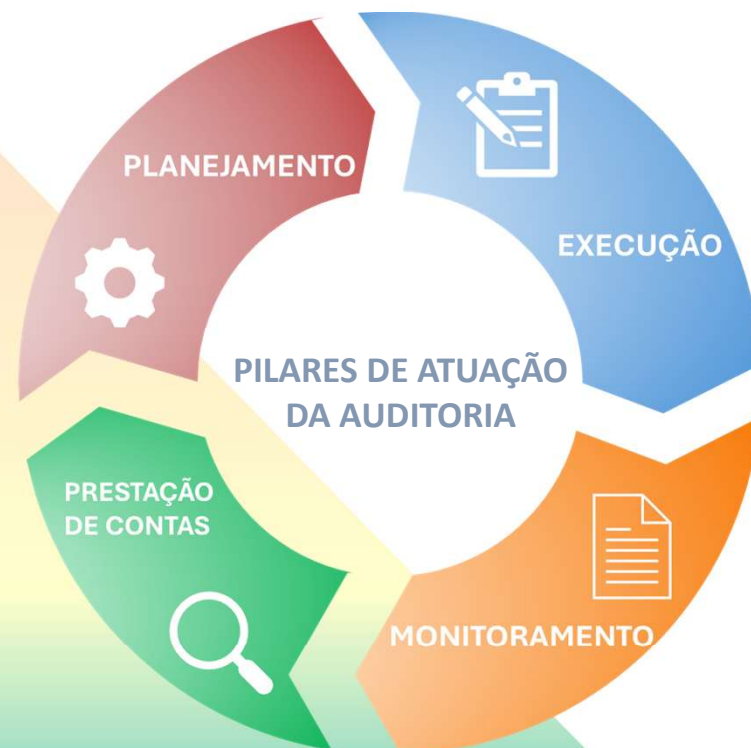 PLANEJAMENTO
EXECUÇÃO
PILARES DE ATUAÇÃO
DA AUDITORIA
PRESTAÇÃO
DE CONTAS
MONITORAMENTO